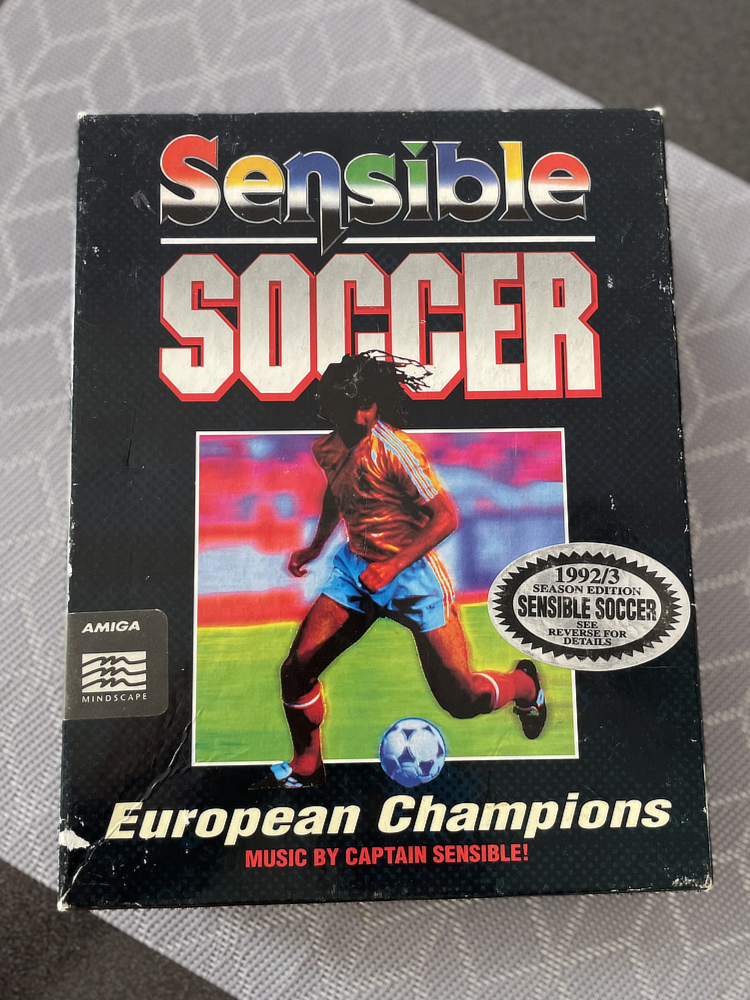 Sensible
SOCCER
1992/3
SEASON EDITION
SENSIBLE SOCCER
SEE
REVERSE FOR
DETAILS
AMIGA
MINDSCAPE
European Champions
MUSIC BY CAPTAIN SENSIBLE!